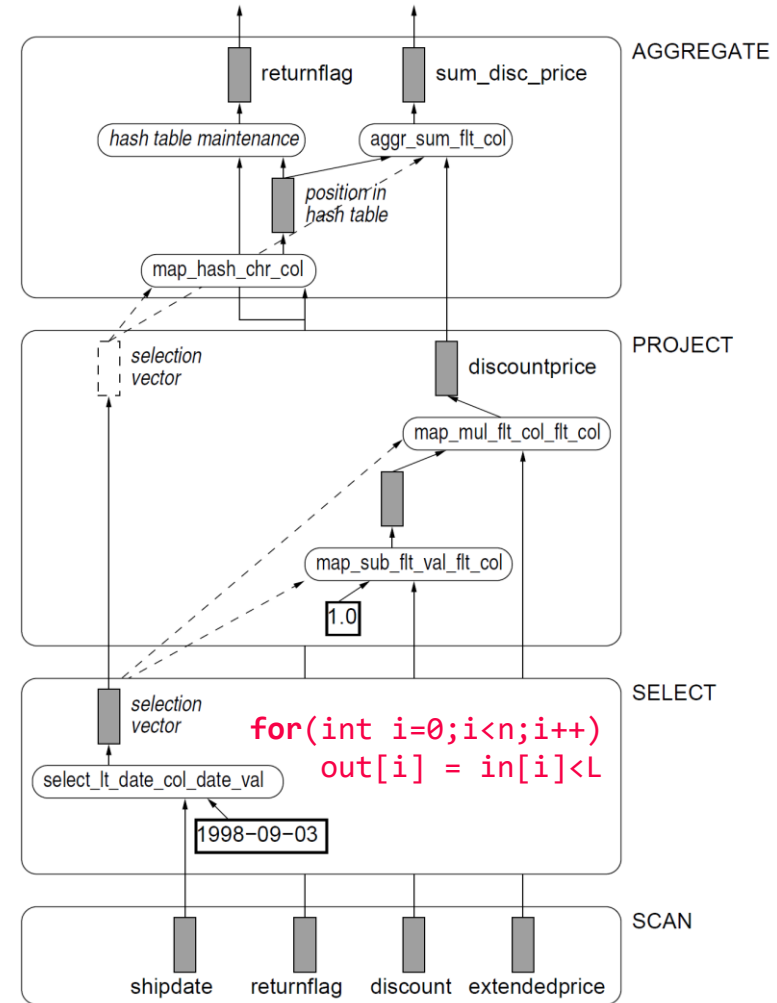 AGGREGATE
returnflag
sum_disc_price
hash table maintenance
aggr_sum_flt_col
position in
hash table
map_hash_chr_col
PROJECT
selection
vector
discountprice
map_mul_flt_col_flt_col
map_sub_flt_val_flt_col
1.0
SELECT
selection
vector
for(int i=0;i<n;i++)
out[i] = in[i]<L
select_lt_date_col_date_val
1998−09−03
SCAN
shipdate
returnflag
discount
extendedprice